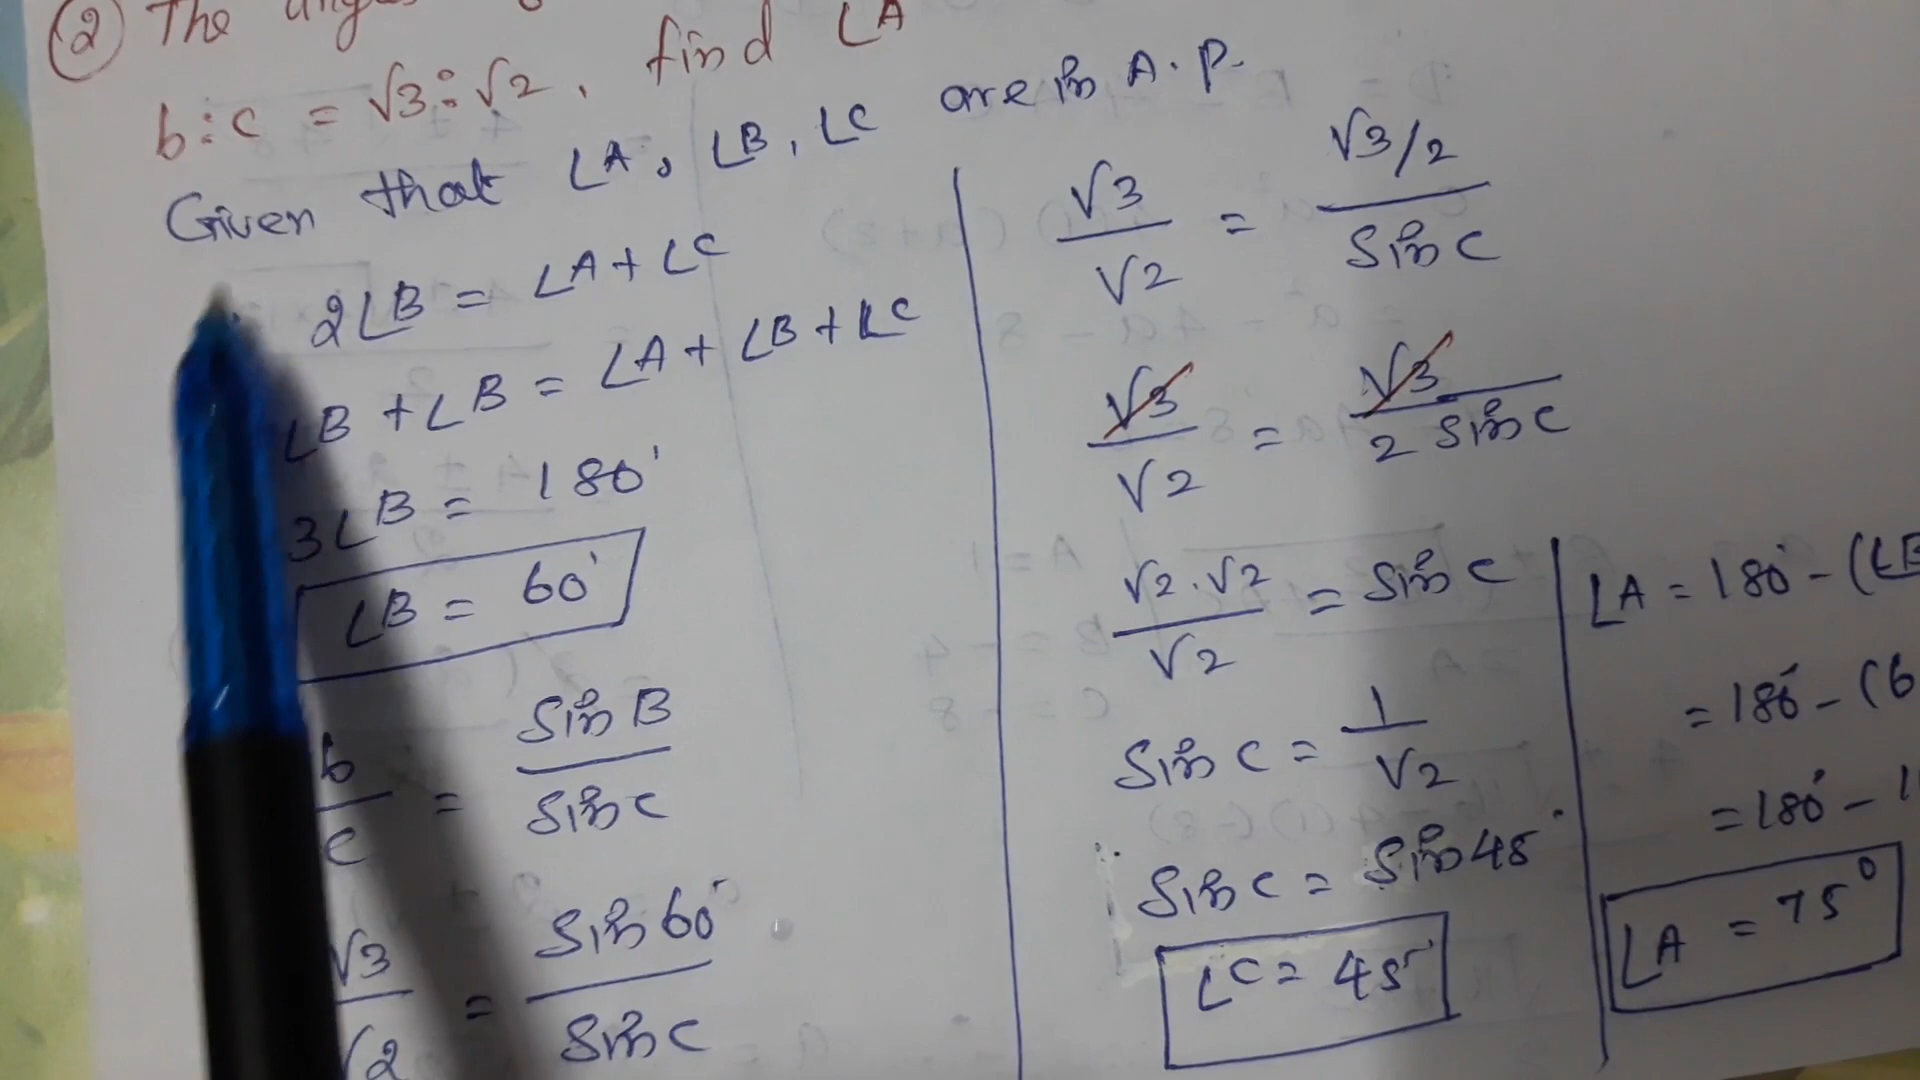 ② The
b:c = √3:√2, find ∠A
Given that ∠A, ∠B, ∠C are in A.P.
2∠B = ∠A+∠C
∠B+∠B = ∠A+∠B+∠C
3∠B = 180°
∠B = 60°
b/c = Sin B/Sin C
√3/√2 = Sin 60°/Sin C
√3/√2 = √3/2/Sin C
√3/√2 = √3/2 Sin C
√2.√2/√2 = Sin C
Sin C = 1/√2
Sin C = Sin 45°
∠C = 45°
∠A = 180°-(∠B
= 180°-(6
= 180°-1
∠A = 75°